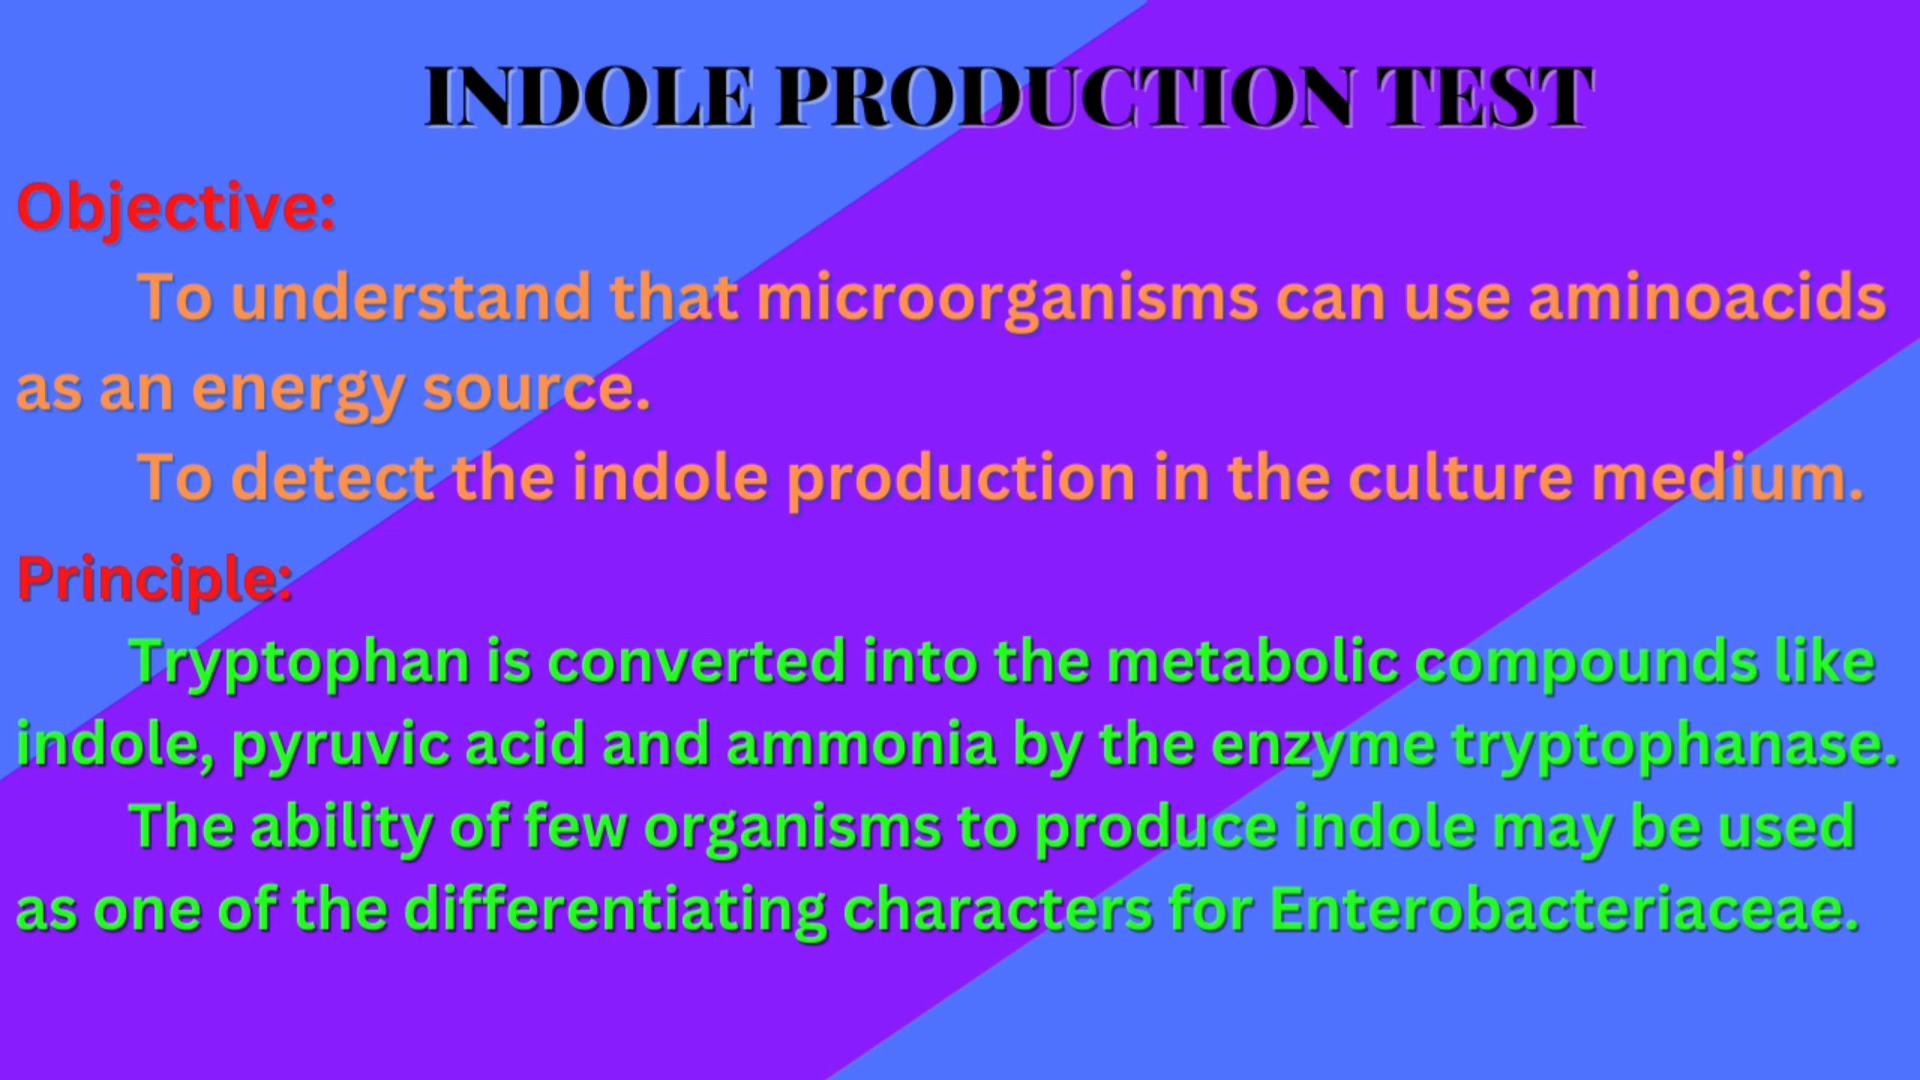 INDOLE PRODUCTION TEST
Objective:
To understand that microorganisms can use aminoacids
as an energy source.
To detect the indole production in the culture medium.
Principle:
Tryptophan is converted into the metabolic compounds like
indole, pyruvic acid and ammonia by the enzyme tryptophanase.
The ability of few organisms to produce indole may be used
as one of the differentiating characters for Enterobacteriaceae.